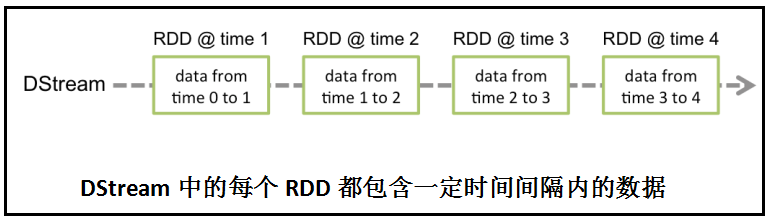 RDD @ time 1 RDD @ time 2 RDD @ time 3 RDD @ time 4
DStream
data from
time 0 to 1
data from
time 1 to 2
data from
time 2 to 3
data from
time 3 to 4
DStream 中的每个 RDD 都包含一定时间间隔内的数据